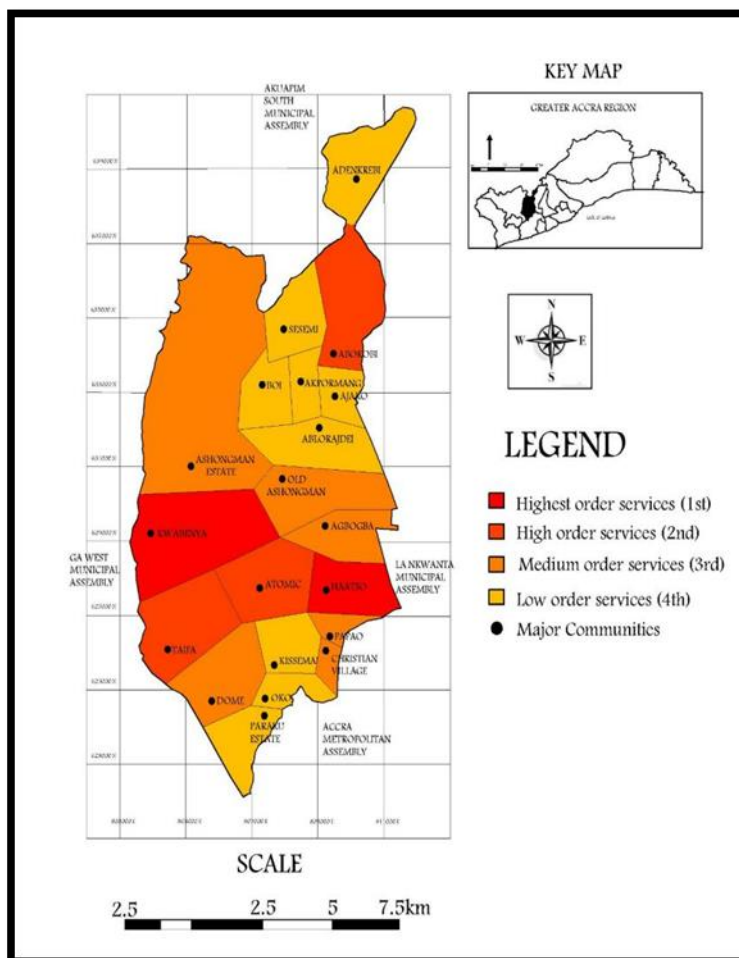 KEY MAP
GREATER ACCRA REGION
AKUAPIM
SOUTH
MUNICIPAL
ASSEMBLY
ADENKREBI
SESEMI
ABOKOBI
BOI
AKPORMANG
AJAKO
ABLORAJDEI
ASHONGMAN
ESTATE
OLD
ASHONGMAN
AGBOGBA
KWABENYA
GA WEST
MUNICIPAL
ASSEMBLY
LA NKWANTA
MUNICIPAL
ASSEMBLY
ATOMIC
HAATSO
TAIFA
PAPAO
CHRISTIAN
VILLAGE
KISSEMAI
DOME
PARAKU
ESTATE
ACCRA
METROPOLITAN
ASSEMBLY
N
W
E
S
LEGEND
Highest order services (1st)
High order services (2nd)
Medium order services (3rd)
Low order services (4th)
Major Communities
SCALE
2.5
2.5
5
7.5km